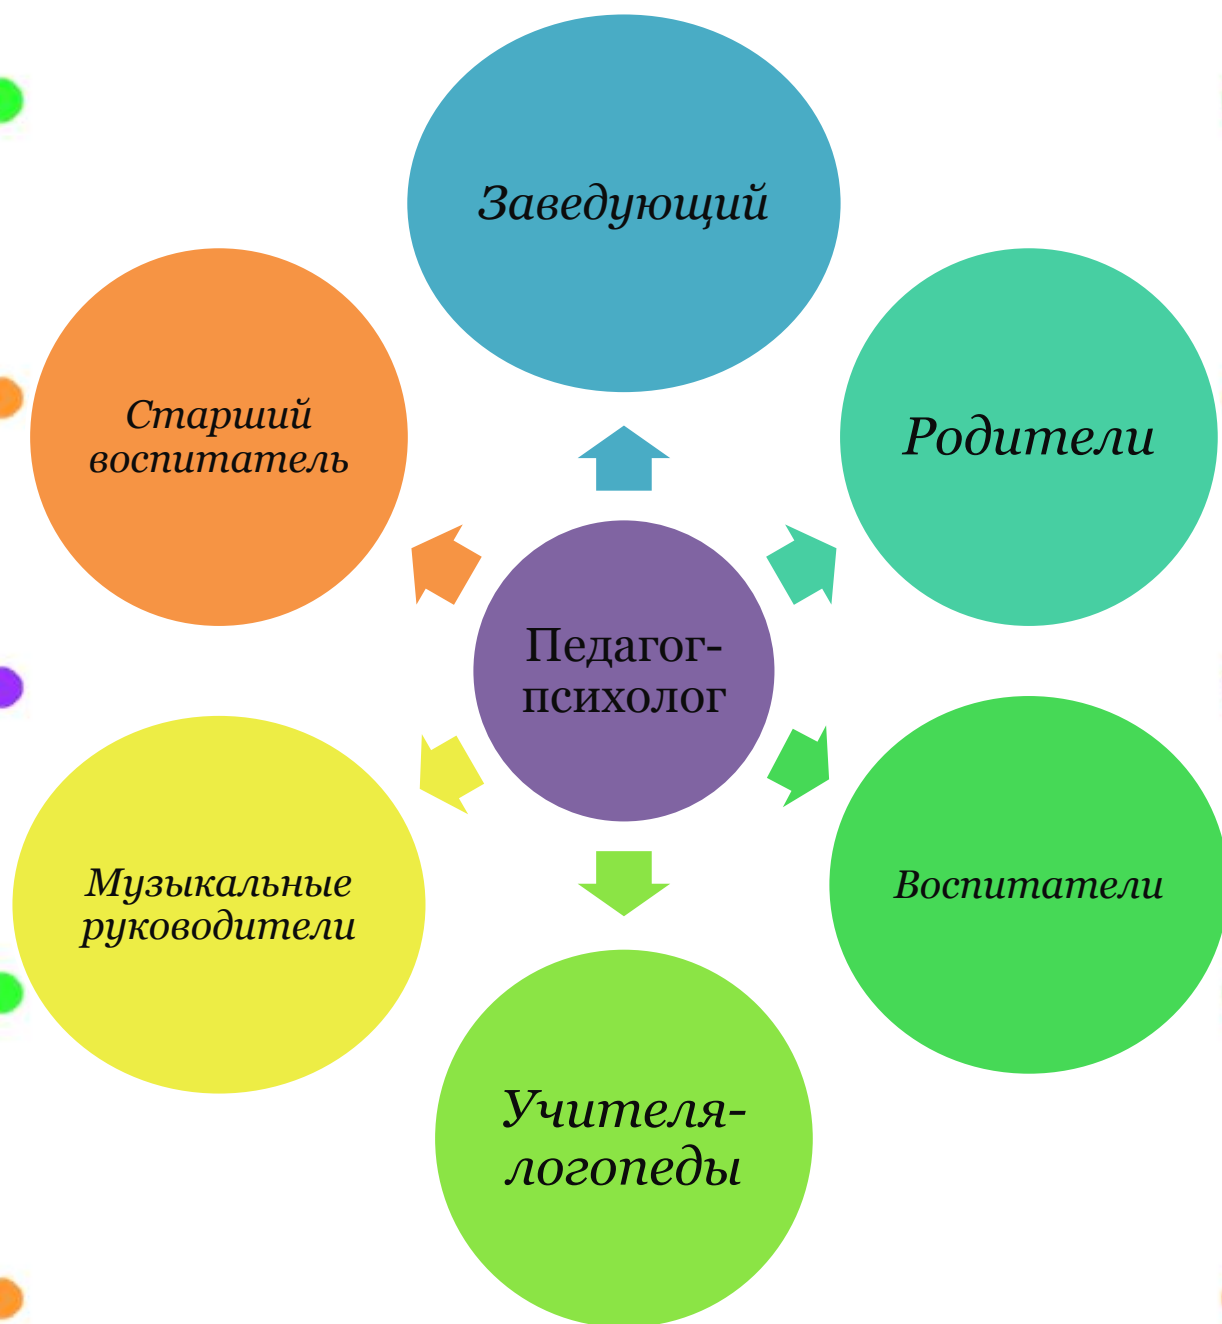 Заведующий
Старший
воспитатель
Родители
Педагог-
психолог
Музыкальные
руководители
Воспитатели
Учителя-
логопеды